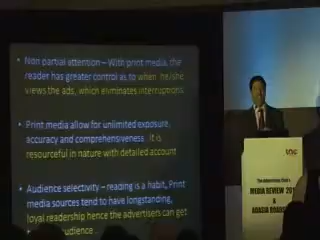 Non partial attention – With print media, the
reader has greater control as to when he/she
views the ads, which eliminates interruptions
Print media allow for unlimited exposure,
accuracy and comprehensiveness. It is
resourceful in nature with detailed account
Audience selectivity – reading is a habit, Print
media sources tend to have longstanding,
loyal readership hence the advertisers can get
audience.
MEDIA REVIEW 201
&